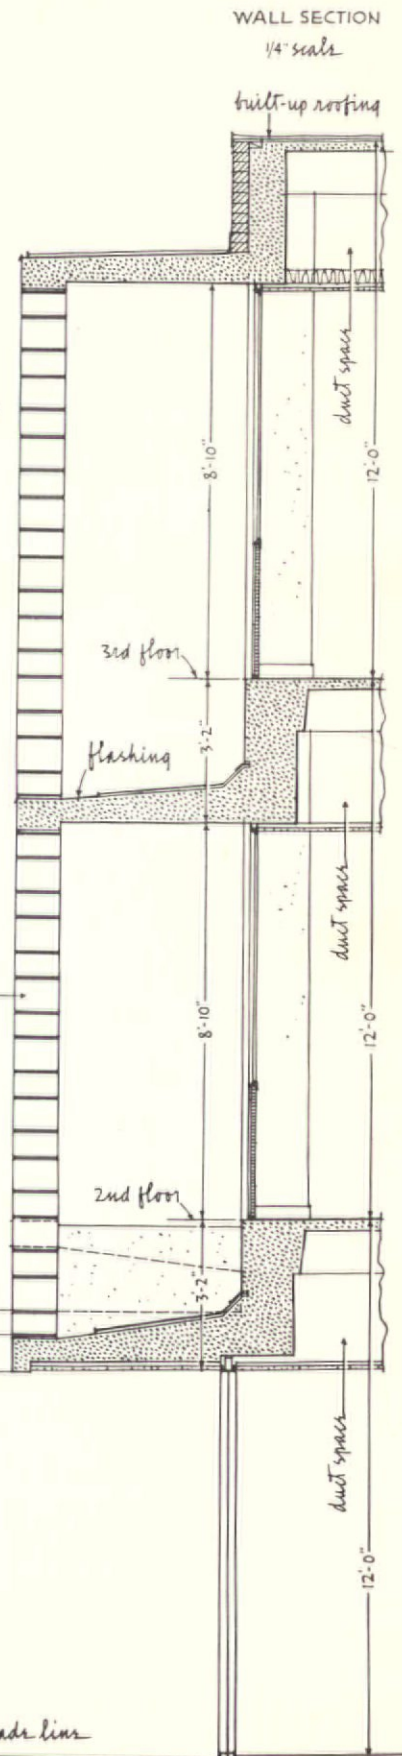 WALL SECTION
1/4" scale
built-up roofing
duct space
8'-10"
12'-0"
3rd floor
3'-2"
flashing
duct space
8'-10"
12'-0"
2nd floor
3'-2"
duct space
12'-0"
line